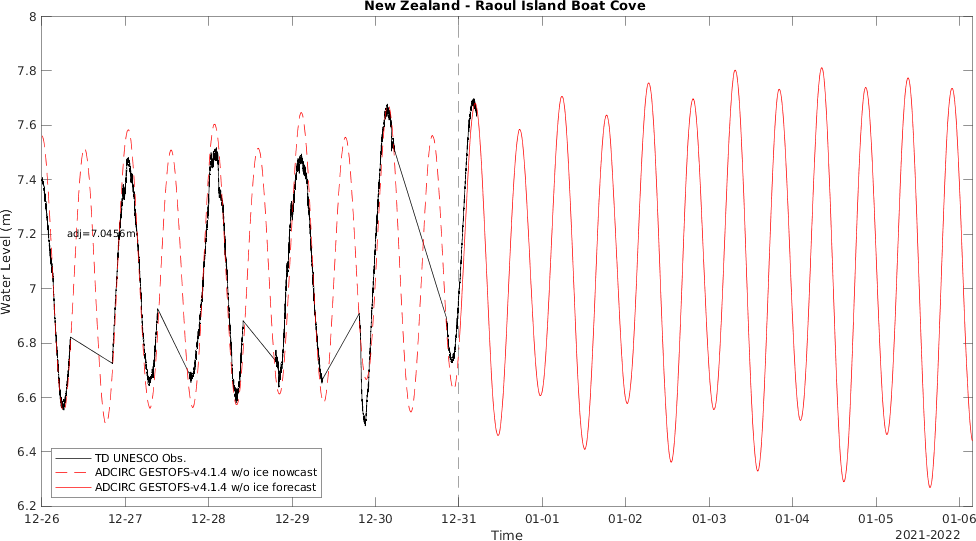 New Zealand - Raoul Island Boat Cove
8
7.8
7.6
7.4
7.2
7
6.8
6.6
6.4
6.2
Water Level (m)
adj=7.0456m
TD UNESCO Obs.
ADCIRC GESTOFS-v4.1.4 w/o ice nowcast
ADCIRC GESTOFS-v4.1.4 w/o ice forecast
12-26 12-27 12-28 12-29 12-30 12-31 01-01 01-02 01-03 01-04 01-05 01-06
Time
2021-2022